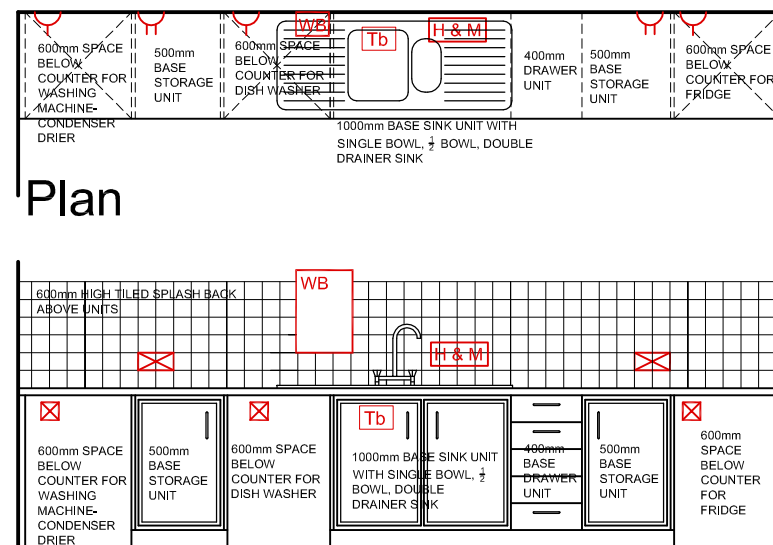 600mm SPACE
BELOW
COUNTER FOR
WASHING
MACHINE-
CONDENSER
DRIER
500mm
BASE
STORAGE
UNIT
WB
600mm SPACE
BELOW
COUNTER FOR
DISH WASHER
Tb
H & M
400mm
DRAWER
UNIT
500mm
BASE
STORAGE
UNIT
600mm SPACE
BELOW
COUNTER FOR
FRIDGE
1000mm BASE SINK UNIT WITH
SINGLE BOWL, ½ BOWL, DOUBLE
DRAINER SINK
Plan
600mm HIGH TILED SPLASH BACK
ABOVE UNITS
WB
H & M
Tb
600mm SPACE
BELOW
COUNTER FOR
WASHING
MACHINE-
CONDENSER
DRIER
500mm
BASE
STORAGE
UNIT
600mm SPACE
BELOW
COUNTER FOR
DISH WASHER
1000mm BASE SINK UNIT
WITH SINGLE BOWL, ½
BOWL, DOUBLE
DRAINER SINK
400mm
BASE
DRAWER
UNIT
500mm
BASE
STORAGE
UNIT
600mm
SPACE
BELOW
COUNTER
FOR
FRIDGE